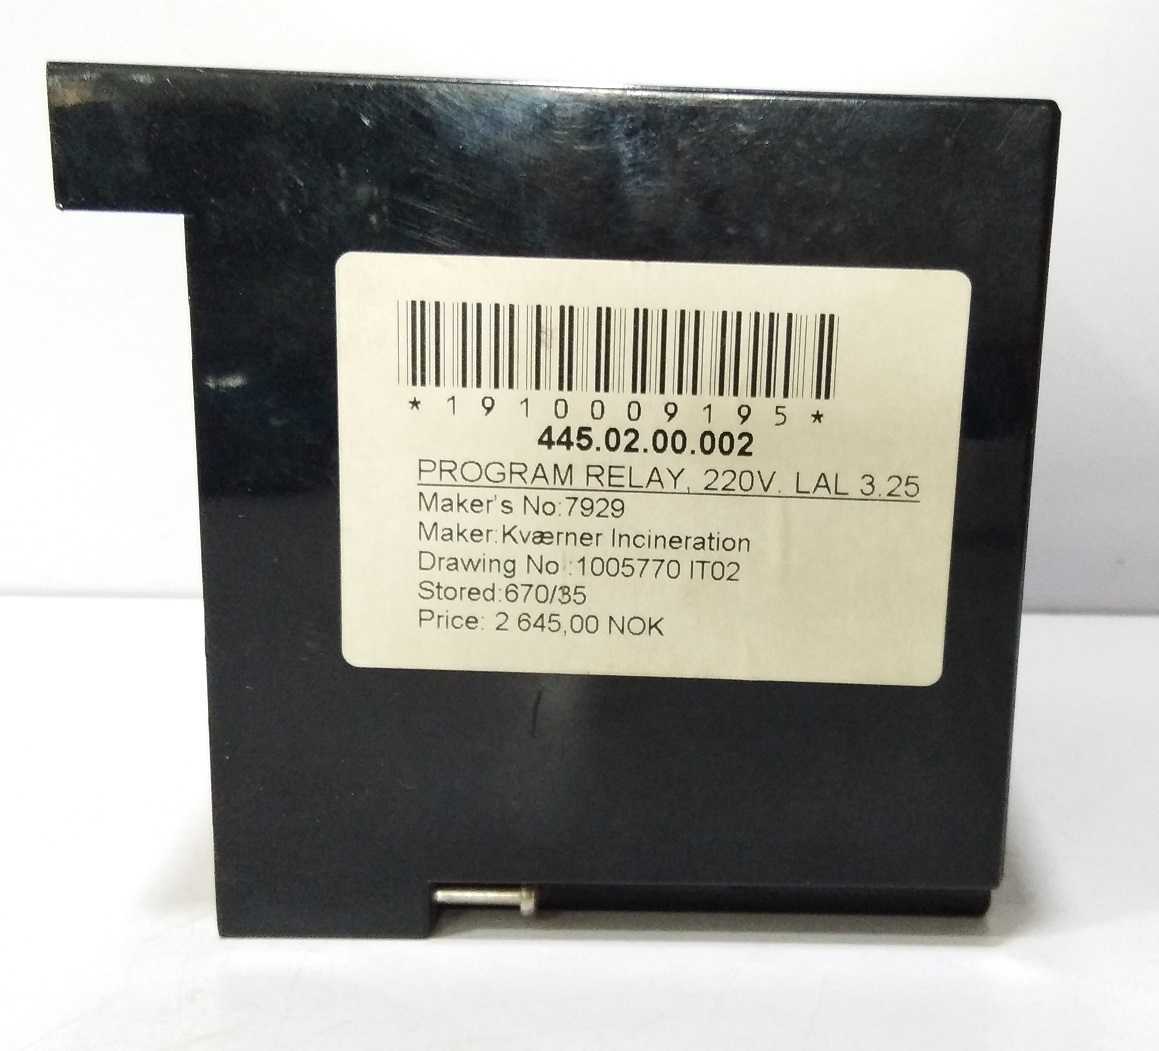 *1910009195*
445.02.00.002
PROGRAM RELAY, 220V. LAL 3.25
Maker's No:7929
Maker:Kværner Incineration
Drawing No :1005770 IT02
Stored:670/35
Price: 2 645,00 NOK